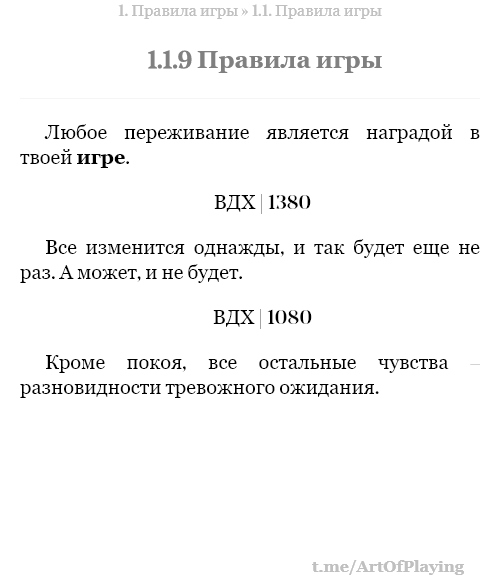 1. Правила игры » 1.1. Правила игры
1.1.9 Правила игры
Любое переживание является наградой в
твоей игре.
ВДХ | 1380
Все изменится однажды, и так будет еще не
раз. А может, и не будет.
ВДХ | 1080
Кроме покоя, все остальные чувства –
разновидности тревожного ожидания.
t.me/ArtOfPlaying